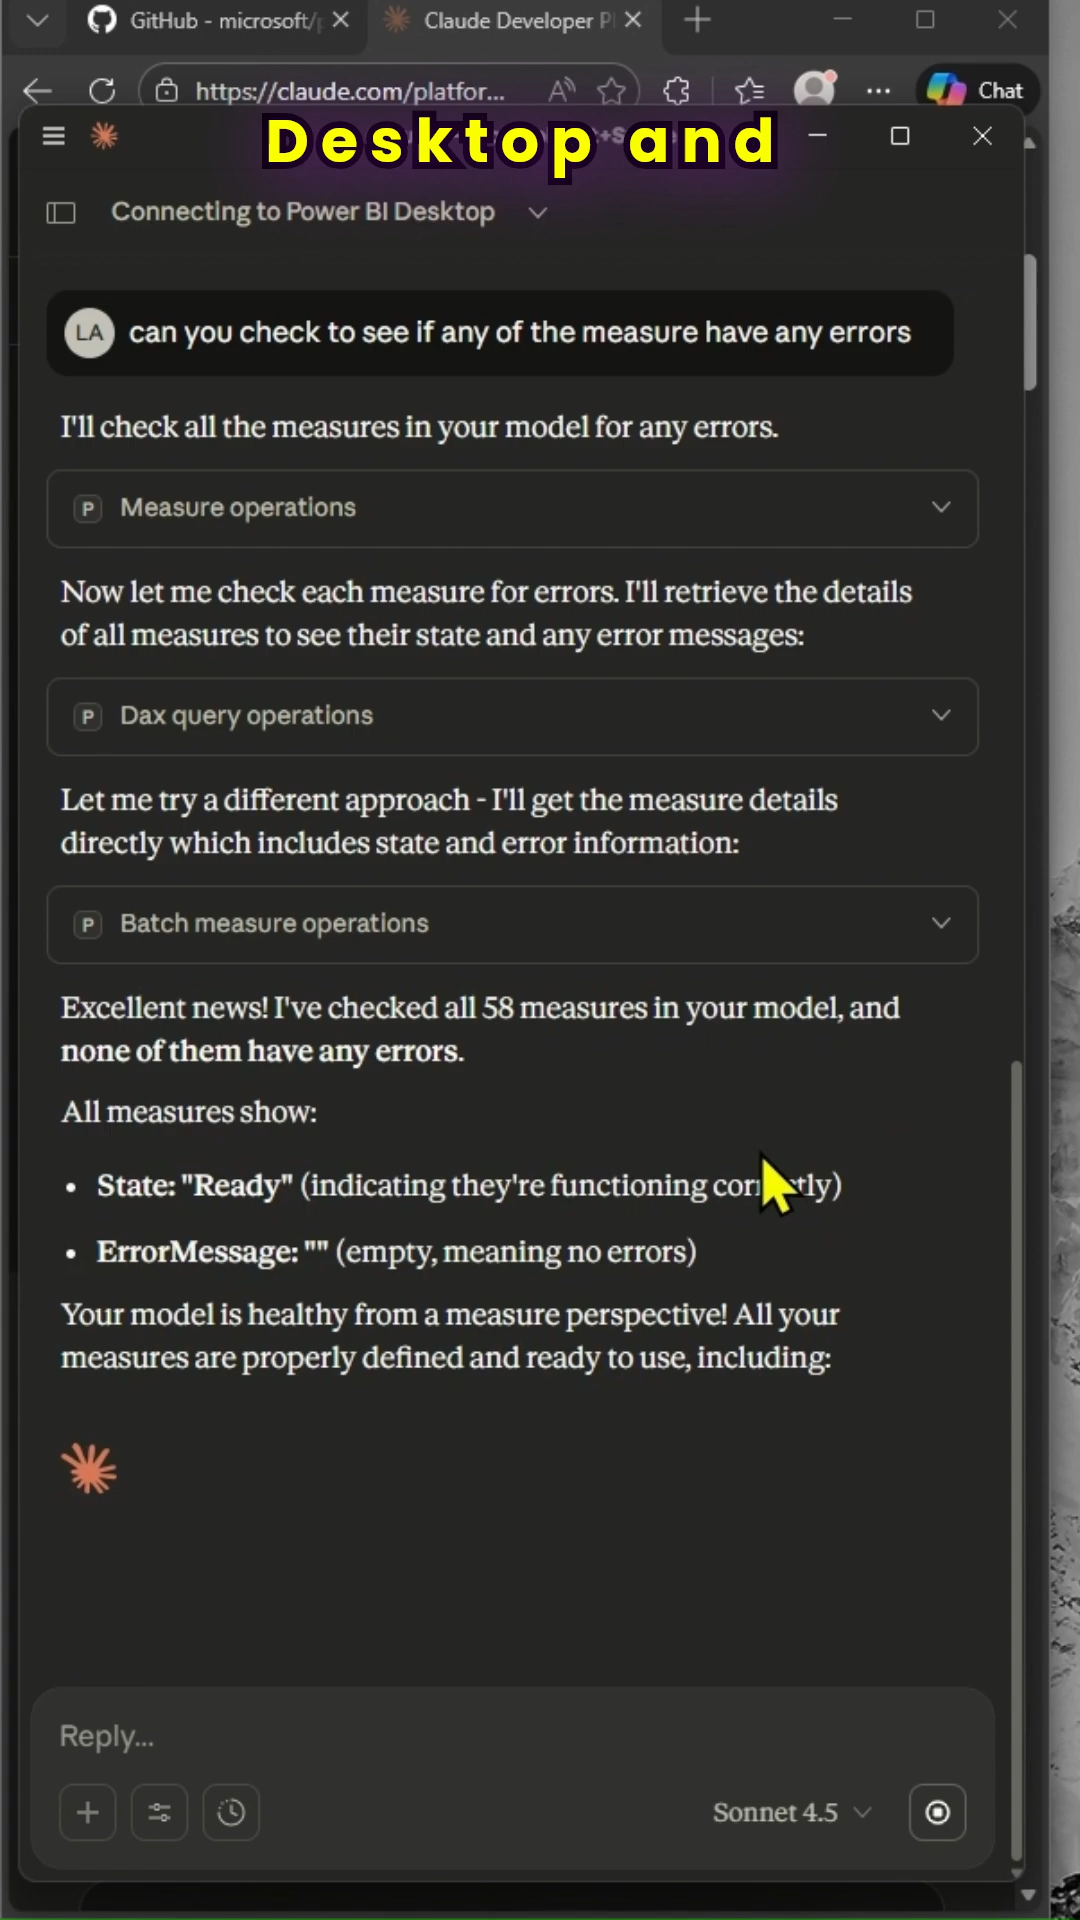 GitHub - microsoft/
Claude Developer P
https://claude.com/platfor...
Chat
Desktop and
Connecting to Power BI Desktop
LA
can you check to see if any of the measure have any errors
I'll check all the measures in your model for any errors.
P
Measure operations
Now let me check each measure for errors. I'll retrieve the details
of all measures to see their state and any error messages:
P
Dax query operations
Let me try a different approach - I'll get the measure details
directly which includes state and error information:
P
Batch measure operations
Excellent news! I've checked all 58 measures in your model, and
none of them have any errors.
All measures show:
• State: "Ready" (indicating they're functioning correctly)
• ErrorMessage: "" (empty, meaning no errors)
Your model is healthy from a measure perspective! All your
measures are properly defined and ready to use, including:
Reply...
Sonnet 4.5